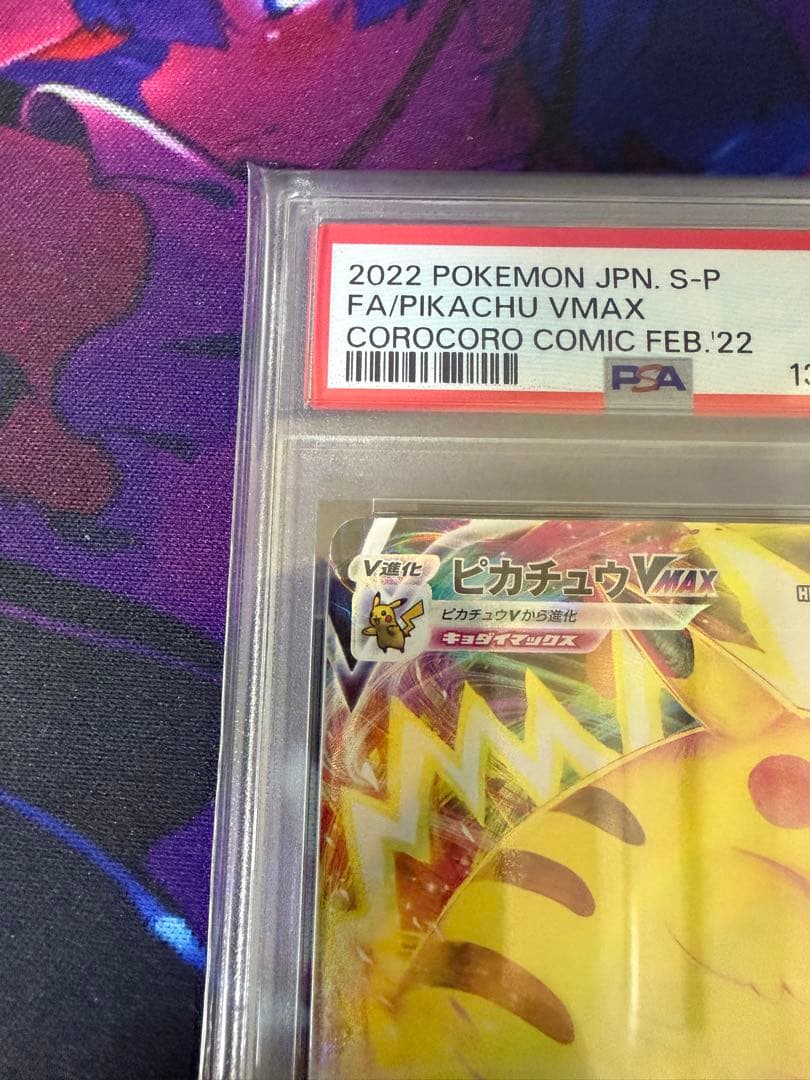 2022 POKEMON JPN. S-P
FA/PIKACHU VMAX
COROCORO COMIC FEB.'22
PSA
13
V進化
ピカチュウVMAX
ピカチュウVから進化
キョダイマックス